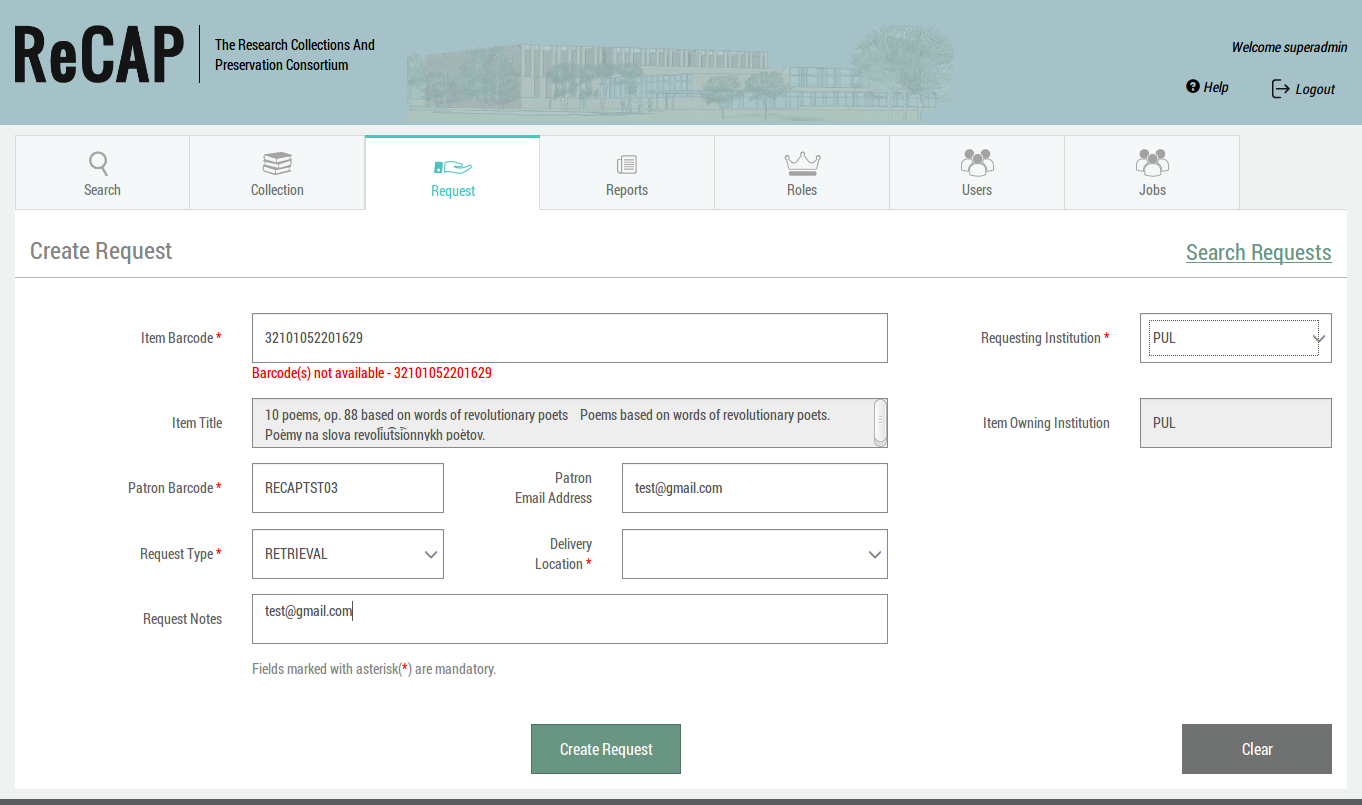 ReCAP
The Research Collections And
Preservation Consortium
Welcome superadmin
? Help
Logout
Search
Collection
Request
Reports
Roles
Users
Jobs
Create Request
Search Requests
Item Barcode *
32101052201629
Requesting Institution *
PUL
Barcode(s) not available - 32101052201629
Item Title
10 poems, op. 88 based on words of revolutionary poets    Poems based on words of revolutionary poets.
Poėmy na slova revoli͡ut͡sionnykh poėtov.
Item Owning Institution
PUL
Patron Barcode *
RECAPTST03
Patron
Email Address
test@gmail.com
Request Type *
RETRIEVAL
Delivery
Location *
Request Notes
test@gmail.com
Fields marked with asterisk(*) are mandatory.
Create Request
Clear